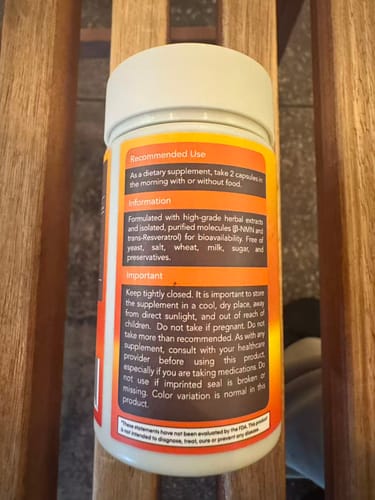 Recommended Use
As a dietary supplement, take 2 capsules in
the morning with or without food.
Information
Formulated with high-grade herbal extracts
and isolated, purified molecules (β-NMN and
trans-Resveratrol) for bioavailability. Free of
yeast, salt, wheat, milk, sugar, and
preservatives.
Important
Keep tightly closed. It is important to store
the supplement in a cool, dry place, away
from direct sunlight, and out of reach of
children. Do not take if pregnant. Do not
take more than recommended. As with any
supplement, consult with your healthcare
provider before using this product,
especially if you are taking medications. Do
not use if imprinted seal is broken or
missing. Color variation is normal in this
product.
*These statements have not been evaluated by the FDA. This product
is not intended to diagnose, treat, cure or prevent any disease.